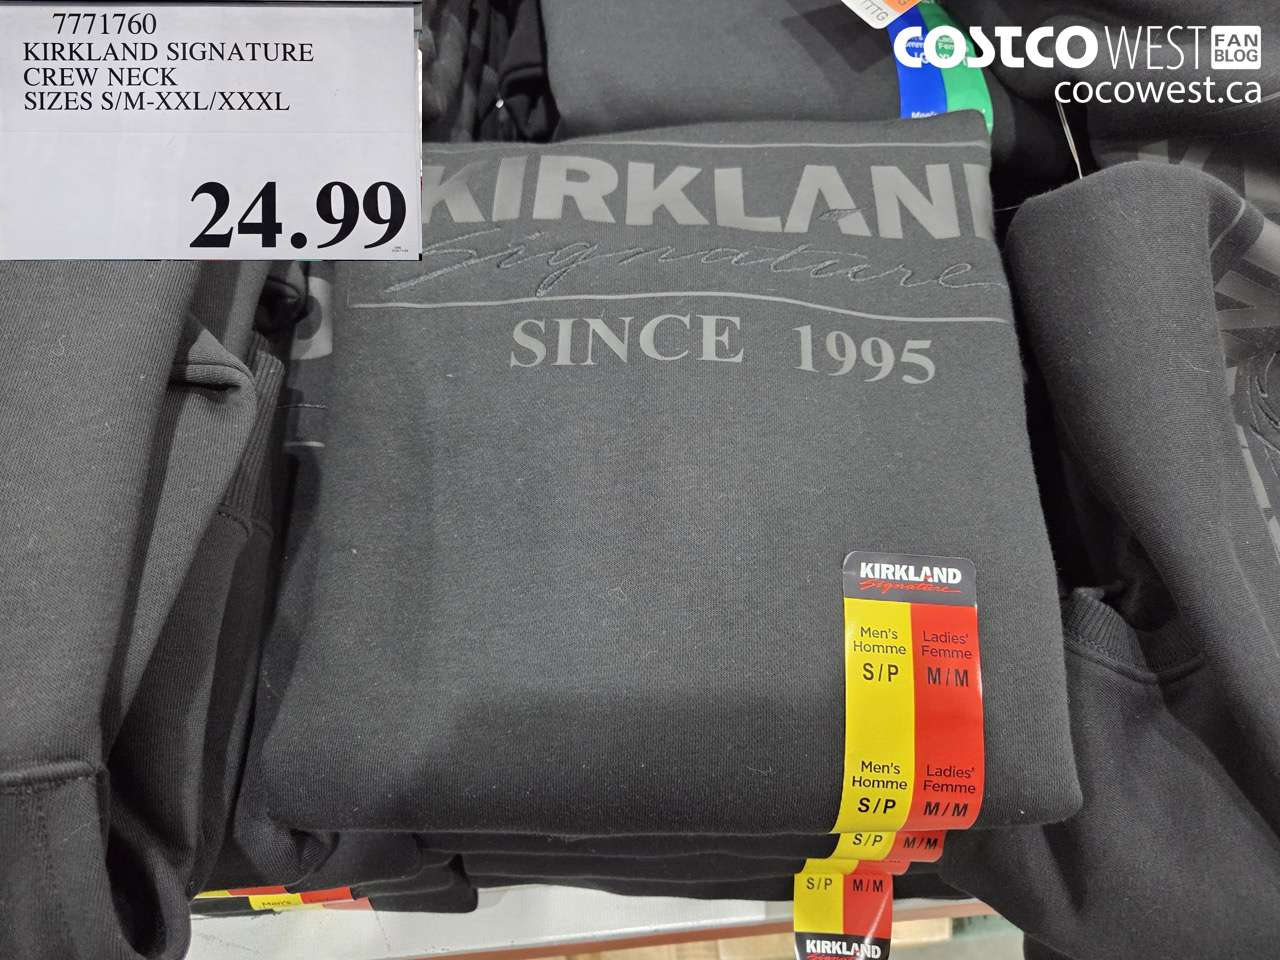 7771760
KIRKLAND SIGNATURE
CREW NECK
SIZES S/M-XXL/XXXL
24.99
COSTCO WEST FAN BLOG
cocowest.ca
KIRKLAN
Signature
SINCE 1995
KIRKLAND
Signature
Men's Ladies'
Homme Femme
S/P M/M
Men's Ladies'
Homme Femme
S/P M/M
S/P M/M
S/P M/M
KIRKLAND
Men's